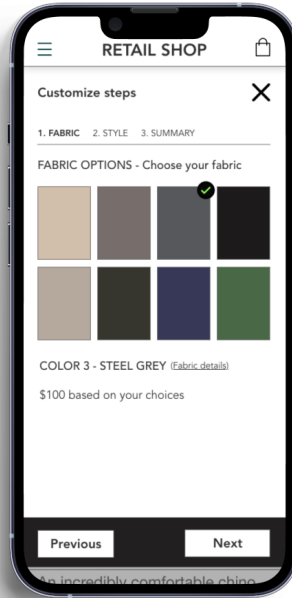 RETAIL SHOP
Customize steps
1. FABRIC 2. STYLE 3. SUMMARY
FABRIC OPTIONS - Choose your fabric
COLOR 3 - STEEL GREY (Fabric details)
$100 based on your choices
Previous Next
An incredibly comfortable chino